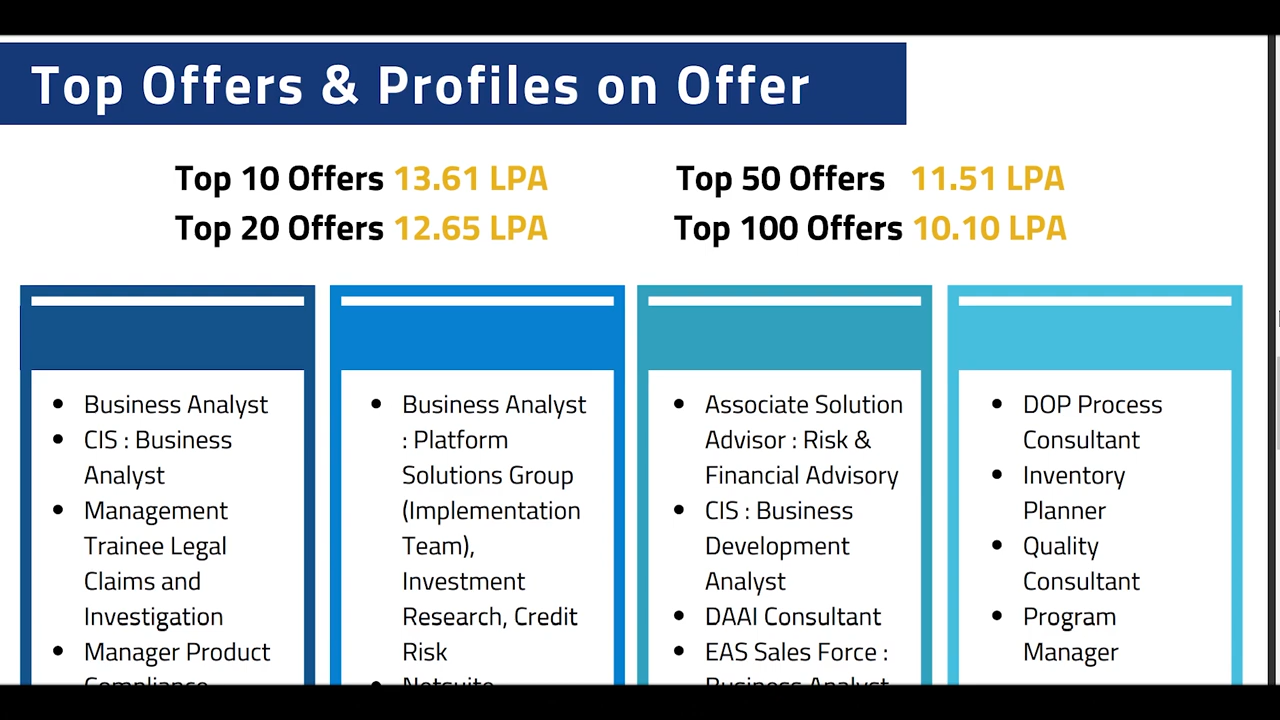 Top Offers & Profiles on Offer
Top 10 Offers 13.61 LPA
Top 20 Offers 12.65 LPA
Top 50 Offers 11.51 LPA
Top 100 Offers 10.10 LPA
• Business Analyst
• CIS : Business
Analyst
• Management
Trainee Legal
Claims and
Investigation
• Manager Product
Compliance
• Business Analyst
: Platform
Solutions Group
(Implementation
Team),
Investment
Research, Credit
Risk
• Netsuite
• Associate Solution
Advisor : Risk &
Financial Advisory
• CIS : Business
Development
Analyst
• DAAI Consultant
• EAS Sales Force :
Business Analyst
• DOP Process
Consultant
• Inventory
Planner
• Quality
Consultant
• Program
Manager